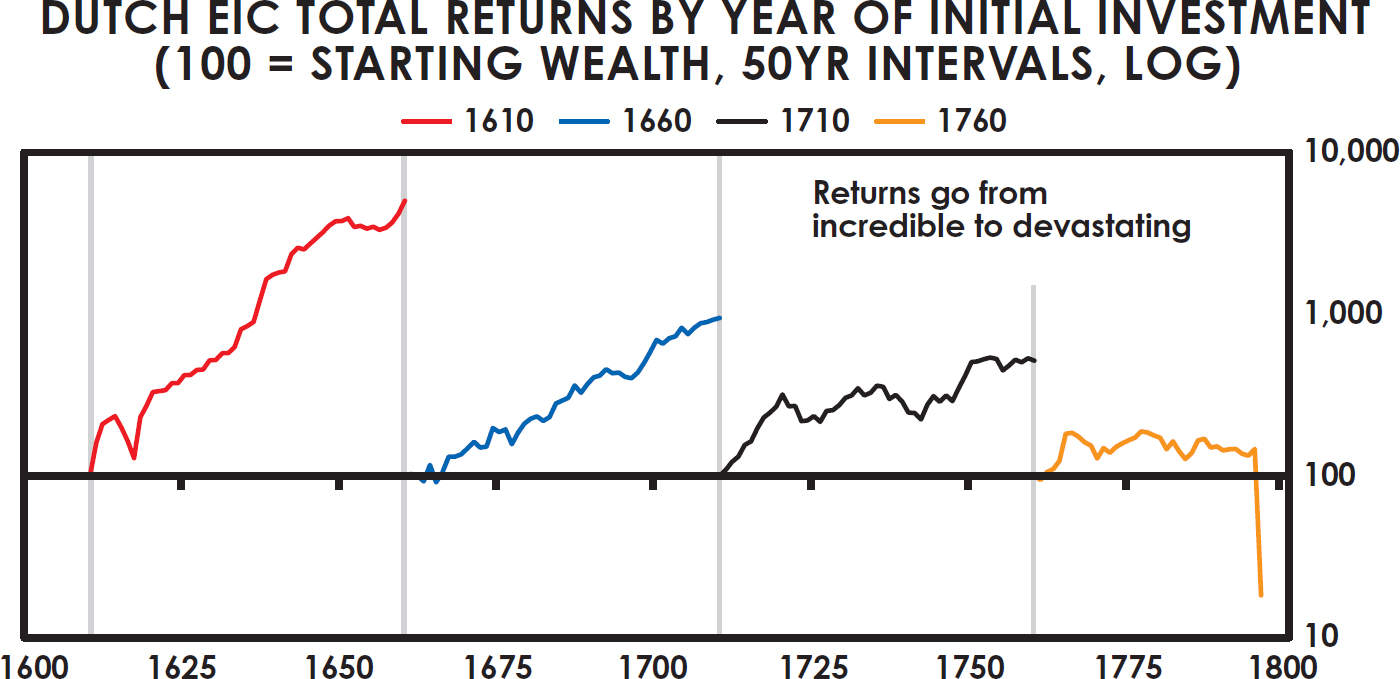 DUTCH EIC TOTAL RETURNS BY YEAR OF INITIAL INVESTMENT
(100 = STARTING WEALTH, 50YR INTERVALS, LOG)
1610 1660 1710 1760
10,000
Returns go from
incredible to devastating
1,000
100
10
1600 1625 1650 1675 1700 1725 1750 1775 1800